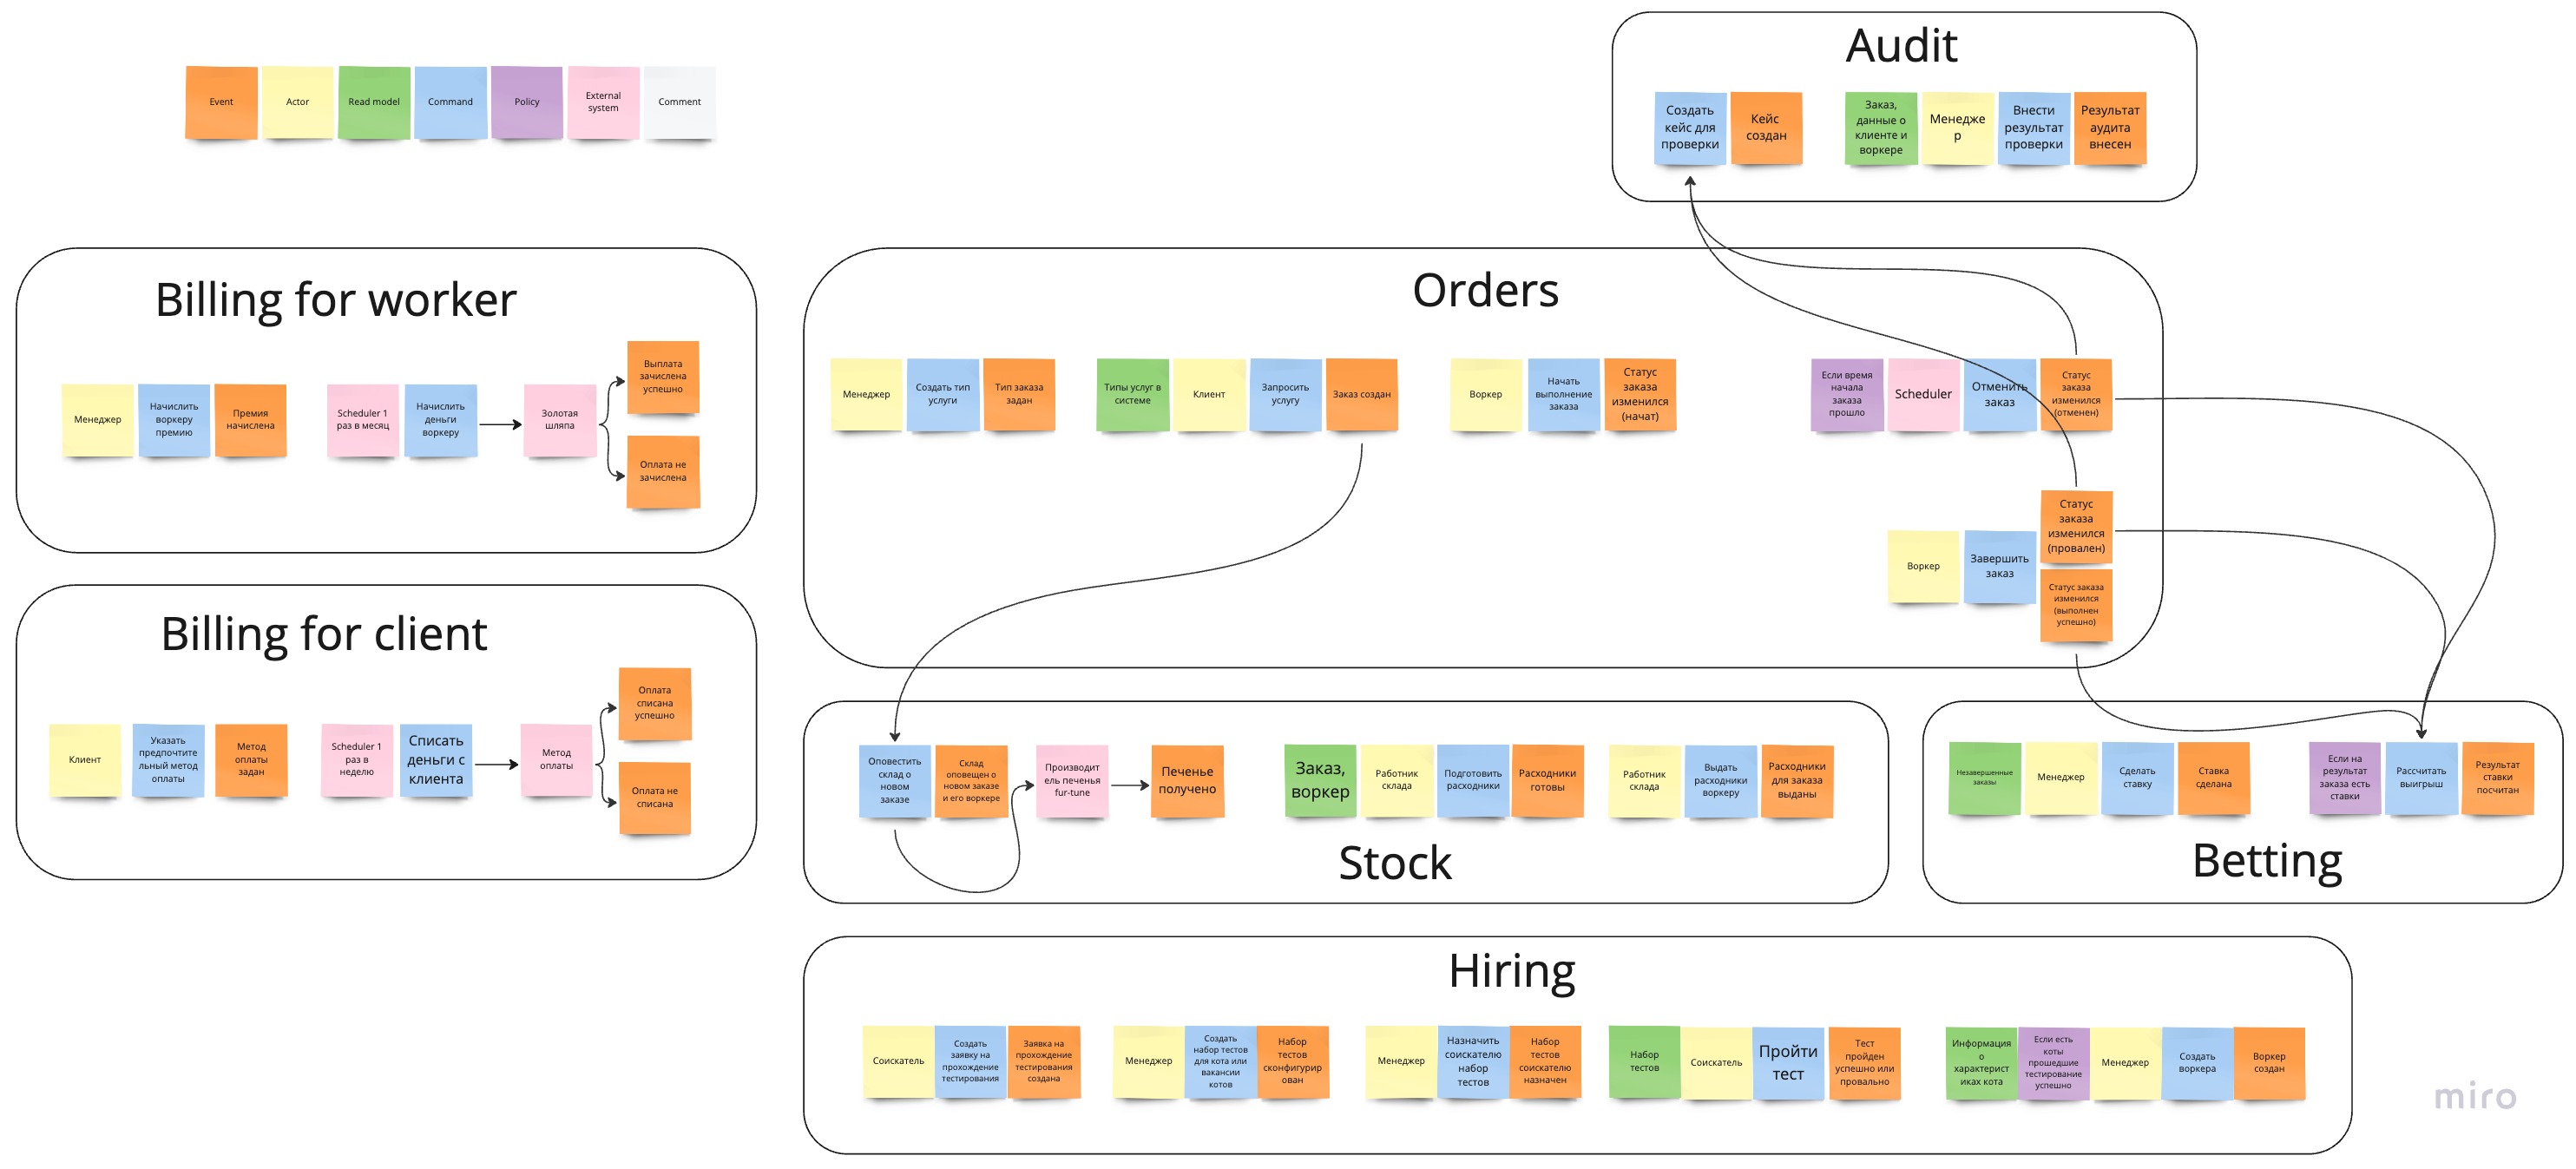 Event
Actor
Read model
Command
Policy
External
system
Comment
Audit
Создать
кейс для
проверки
Кейс
создан
Заказ,
данные о
клиенте и
воркере
Менедже
р
Внести
результат
проверки
Результат
аудита
внесен
Billing for worker
Менеджер
Начислить
воркеру
премию
Премия
начислена
Scheduler 1
раз в месяц
Начислить
деньги
воркеру
Золотая
шляпа
Выплата
зачислена
успешно
Оплата не
зачислена
Orders
Менеджер
Создать тип
услуги
Тип заказа
задан
Типы услуг в
системе
Клиент
Запросить
услугу
Заказ создан
Воркер
Начать
выполнение
заказа
Статус
заказа
изменился
(начат)
Если время
начала
заказа
прошло
Scheduler
Отменить
заказ
Статус
заказа
изменился
(отменен)
Воркер
Завершить
заказ
Статус
заказа
изменился
(провален)
Статус заказа
изменился
(выполнен
успешно)
Billing for client
Клиент
Указать
предпочтите
льный метод
оплаты
Метод
оплаты
задан
Scheduler 1
раз в
неделю
Списать
деньги с
клиента
Метод
оплаты
Оплата
списана
успешно
Оплата не
списана
Оповестить
склад о
новом
заказе
Склад
оповещен о
новом заказе
и его воркере
Производит
ель печенья
fur-tune
Печенье
получено
Заказ,
воркер
Работник
склада
Подготовить
расходники
Расходники
готовы
Работник
склада
Выдать
расходники
воркеру
Расходники
для заказа
выданы
Stock
Незавершенные
заказы
Менеджер
Сделать
ставку
Ставка
сделана
Если на
результат
заказа есть
ставки
Рассчитать
выигрыш
Результат
ставки
посчитан
Betting
Hiring
Соискатель
Создать
заявку на
прохождение
тестирования
Заявка на
прохождение
тестирования
создана
Менеджер
Создать
набор тестов
для кота или
вакансии
котов
Набор
тестов
сконфигурир
ован
Менеджер
Назначить
соискателю
набор
тестов
Набор
тестов
соискателю
назначен
Набор
тестов
Соискатель
Пройти
тест
Тест
пройден
успешно или
провально
Информация
о
характерист
иках кота
Если есть
коты
прошедшие
тестирование
успешно
Менеджер
Создать
воркера
Воркер
создан
miro